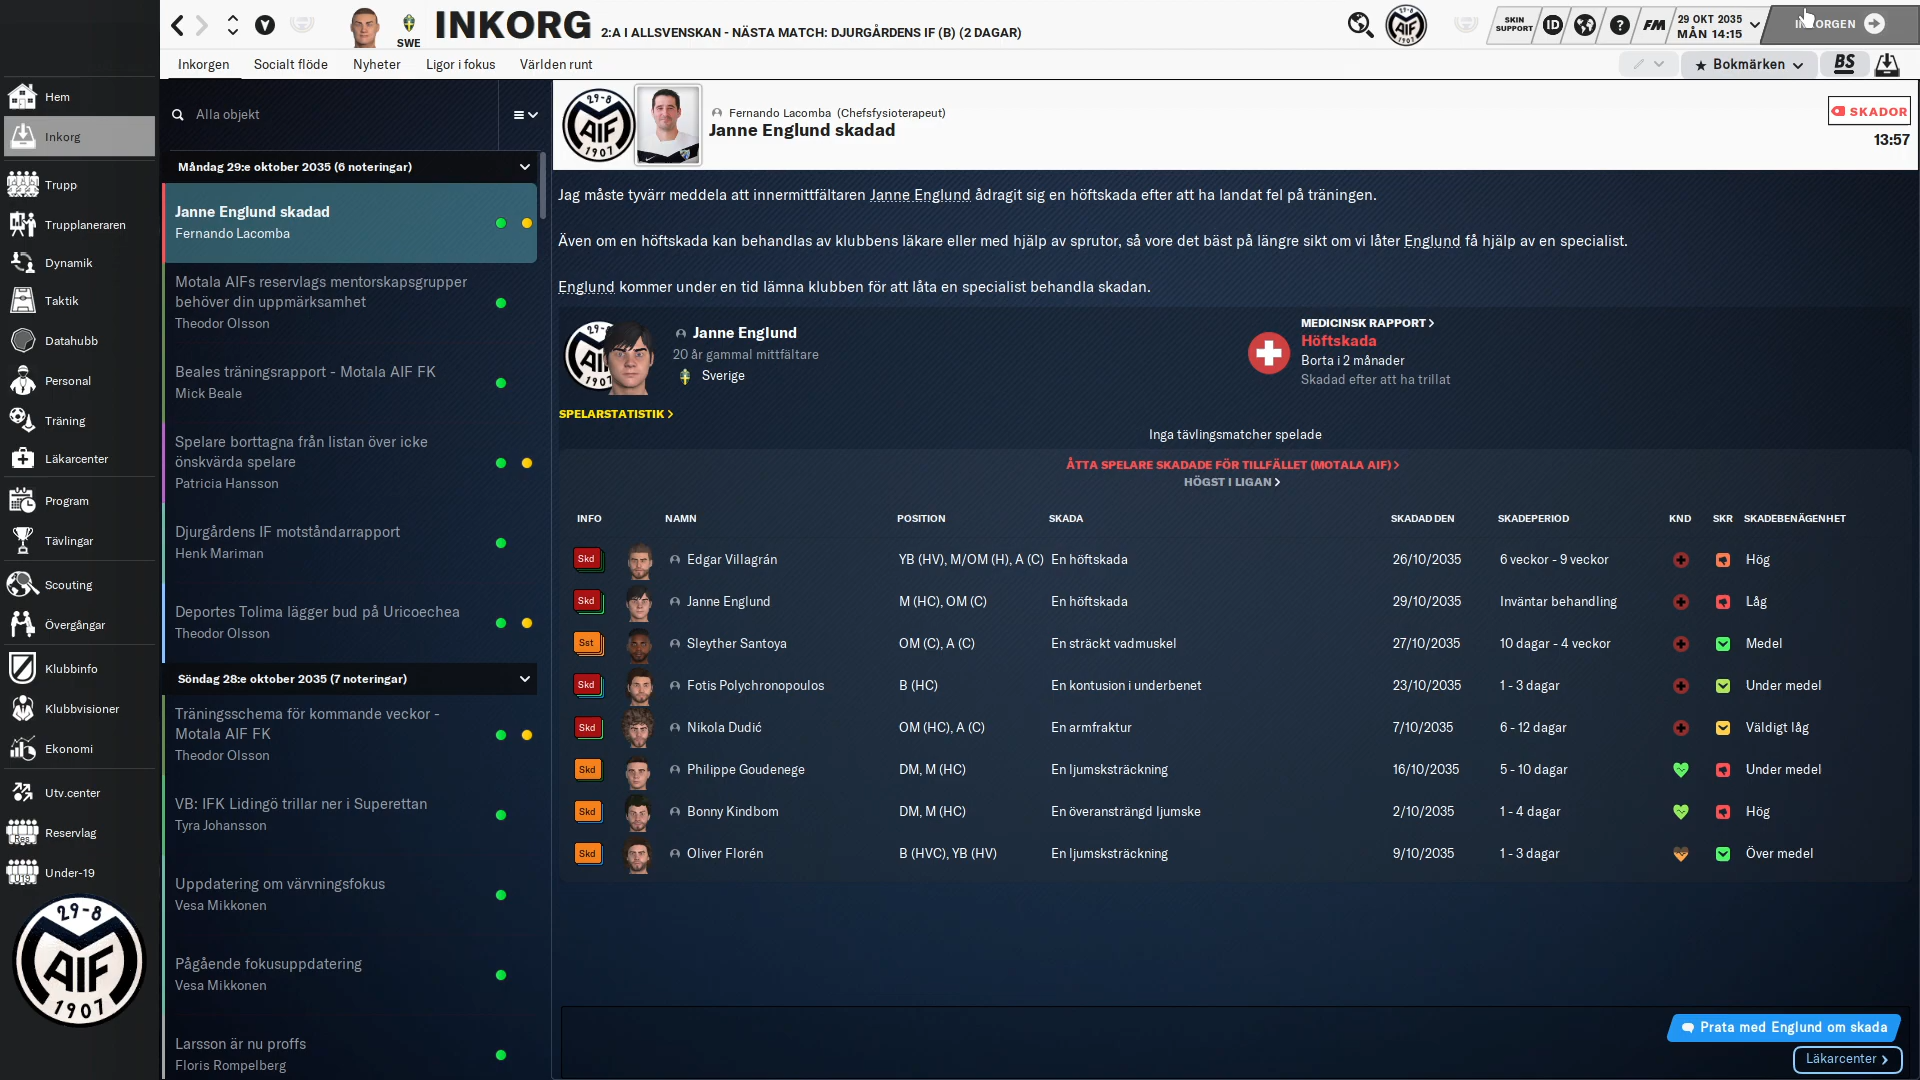 INKORG
SWE
2:A I ALLSVENSKAN - NÄSTA MATCH: DJURGÅRDENS IF (B) (2 DAGAR)
SKIN SUPPORT
ID
?
FM
29 OKT 2035
MÅN 14:15
INKORGEN
Inkorgen
Socialt flöde
Nyheter
Ligor i fokus
Världen runt
★ Bokmärken
BS
Hem
Inkorg
Trupp
Trupplaneraren
Dynamik
Taktik
Datahubb
Personal
Träning
Läkarcenter
Program
Tävlingar
Scouting
Övergångar
Klubbinfo
Klubbvisioner
Ekonomi
Utv.center
Reservlag
Under-19
29-8
MAIF
1907
Alla objekt
Måndag 29:e oktober 2035 (6 noteringar)
Janne Englund skadad
Fernando Lacomba
Motala AIFs reservlags mentorskapsgrupper
behöver din uppmärksamhet
Theodor Olsson
Beales träningsrapport - Motala AIF FK
Mick Beale
Spelare borttagna från listan över icke
önskvärda spelare
Patricia Hansson
Djurgårdens IF motståndarrapport
Henk Mariman
Deportes Tolima lägger bud på Uricoechea
Theodor Olsson
Söndag 28:e oktober 2035 (7 noteringar)
Träningsschema för kommande veckor -
Motala AIF FK
Theodor Olsson
VB: IFK Lidingö trillar ner i Superettan
Tyra Johansson
Uppdatering om värvningsfokus
Vesa Mikkonen
Pågående fokusuppdatering
Vesa Mikkonen
Larsson är nu proffs
Floris Rompelberg
29-8
MAIF
1907
Fernando Lacomba (Chefsfysioterapeut)
Janne Englund skadad
SKADOR
13:57
Jag måste tyvärr meddela att innermittfältaren Janne Englund ådragit sig en höftskada efter att ha landat fel på träningen.
Även om en höftskada kan behandlas av klubbens läkare eller med hjälp av sprutor, så vore det bäst på längre sikt om vi låter Englund få hjälp av en specialist.
Englund kommer under en tid lämna klubben för att låta en specialist behandla skadan.
Janne Englund
20 år gammal mittfältare
Sverige
MEDICINSK RAPPORT >
Höftskada
Borta i 2 månader
Skadad efter att ha trillat
SPELARSTATISTIK >
Inga tävlingsmatcher spelade
ÅTTA SPELARE SKADADE FÖR TILLFÄLLET (MOTALA AIF) >
HÖGST I LIGAN >
INFO NAMN POSITION SKADA SKADAD DEN SKADEPERIOD KND SKR SKADEBENÄGENHET
Skd Edgar Villagrán YB (HV), M/OM (H), A (C) En höftskada 26/10/2035 6 veckor - 9 veckor Hög
Skd Janne Englund M (HC), OM (C) En höftskada 29/10/2035 Inväntar behandling Låg
Sst Sleyther Santoya OM (C), A (C) En sträckt vadmuskel 27/10/2035 10 dagar - 4 veckor Medel
Skd Fotis Polychronopoulos B (HC) En kontusion i underbenet 23/10/2035 1 - 3 dagar Under medel
Skd Nikola Dudić OM (HC), A (C) En armfraktur 7/10/2035 6 - 12 dagar Väldigt låg
Skd Philippe Goudenege DM, M (HC) En ljumsksträckning 16/10/2035 5 - 10 dagar Under medel
Skd Bonny Kindbom DM, M (HC) En överansträngd ljumske 2/10/2035 1 - 4 dagar Hög
Skd Oliver Florén B (HVC), YB (HV) En ljumsksträckning 9/10/2035 1 - 3 dagar Över medel
Prata med Englund om skada
Läkarcenter >